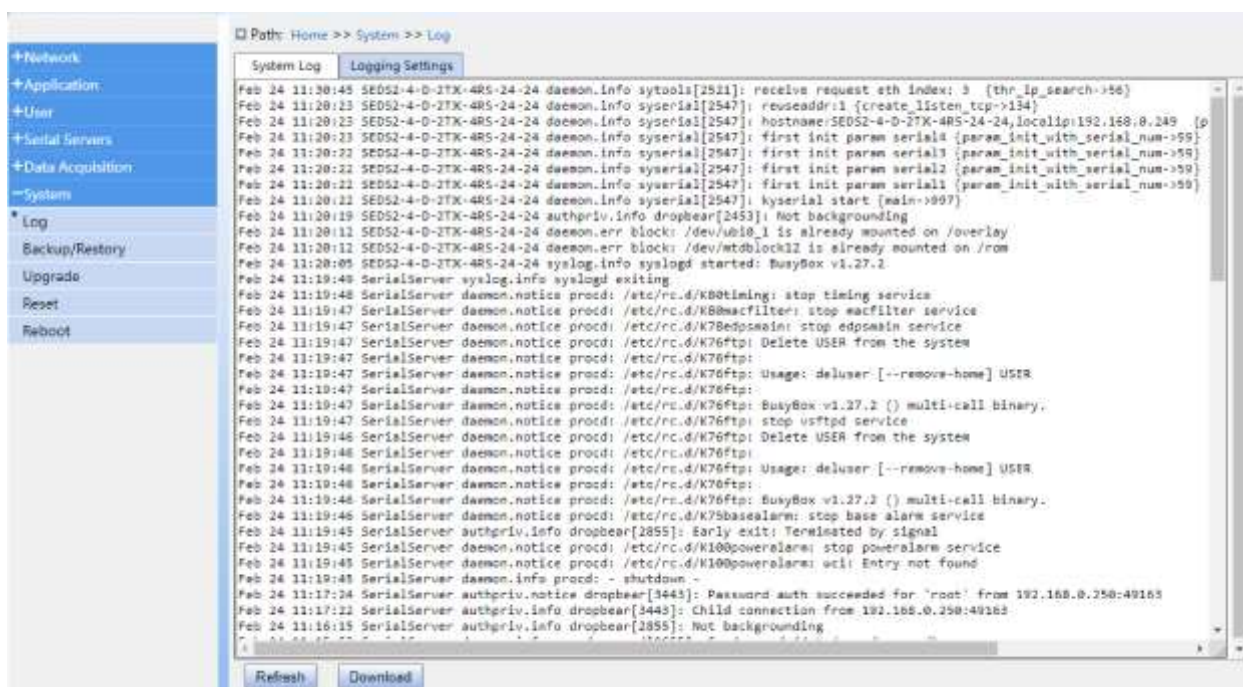 Path: Home >> System >> Log
+Network
+Application
+User
+Serial Servers
+Data Acquisition
−System
Log
Backup/Restory
Upgrade
Reset
Reboot
System Log
Logging Settings
Feb 24 11:30:45 SEDS2-4-D-2TX-4RS-24-24 daemon.info sytools[2521]: receive request eth index: 3 {thr_ip_search->56}
Feb 24 11:20:23 SEDS2-4-D-2TX-4RS-24-24 daemon.info syserial[2547]: reuseaddr:1 {create_listen_tcp->134}
Feb 24 11:20:23 SEDS2-4-D-2TX-4RS-24-24 daemon.info syserial[2547]: hostname:SEDS2-4-D-2TX-4RS-24-24,localip:192.168.0.249 {p
Feb 24 11:20:23 SEDS2-4-D-2TX-4RS-24-24 daemon.info syserial[2547]: first init param serial4 {param_init_with_serial_num->59}
Feb 24 11:20:22 SEDS2-4-D-2TX-4RS-24-24 daemon.info syserial[2547]: first init param serial3 {param_init_with_serial_num->59}
Feb 24 11:20:22 SEDS2-4-D-2TX-4RS-24-24 daemon.info syserial[2547]: first init param serial2 {param_init_with_serial_num->59}
Feb 24 11:20:22 SEDS2-4-D-2TX-4RS-24-24 daemon.info syserial[2547]: first init param serial1 {param_init_with_serial_num->59}
Feb 24 11:20:22 SEDS2-4-D-2TX-4RS-24-24 daemon.info syserial[2547]: kyserial start {main->997}
Feb 24 11:20:19 SEDS2-4-D-2TX-4RS-24-24 authpriv.info dropbear[2453]: Not backgrounding
Feb 24 11:20:12 SEDS2-4-D-2TX-4RS-24-24 daemon.err block: /dev/ubi0_1 is already mounted on /overlay
Feb 24 11:20:12 SEDS2-4-D-2TX-4RS-24-24 daemon.err block: /dev/mtdblock12 is already mounted on /rom
Feb 24 11:20:05 SEDS2-4-D-2TX-4RS-24-24 syslog.info syslogd started: BusyBox v1.27.2
Feb 24 11:19:49 SerialServer syslog.info syslogd exiting
Feb 24 11:19:48 SerialServer daemon.notice procd: /etc/rc.d/K80timing: stop timing service
Feb 24 11:19:47 SerialServer daemon.notice procd: /etc/rc.d/K80macfilter: stop macfilter service
Feb 24 11:19:47 SerialServer daemon.notice procd: /etc/rc.d/K78edpsmain: stop edpsmain service
Feb 24 11:19:47 SerialServer daemon.notice procd: /etc/rc.d/K76ftp: Delete USER from the system
Feb 24 11:19:47 SerialServer daemon.notice procd: /etc/rc.d/K76ftp:
Feb 24 11:19:47 SerialServer daemon.notice procd: /etc/rc.d/K76ftp: Usage: deluser [--remove-home] USER
Feb 24 11:19:47 SerialServer daemon.notice procd: /etc/rc.d/K76ftp:
Feb 24 11:19:47 SerialServer daemon.notice procd: /etc/rc.d/K76ftp: BusyBox v1.27.2 () multi-call binary.
Feb 24 11:19:47 SerialServer daemon.notice procd: /etc/rc.d/K76ftp: stop vsftpd service
Feb 24 11:19:46 SerialServer daemon.notice procd: /etc/rc.d/K76ftp: Delete USER from the system
Feb 24 11:19:46 SerialServer daemon.notice procd: /etc/rc.d/K76ftp:
Feb 24 11:19:46 SerialServer daemon.notice procd: /etc/rc.d/K76ftp: Usage: deluser [--remove-home] USER
Feb 24 11:19:46 SerialServer daemon.notice procd: /etc/rc.d/K76ftp:
Feb 24 11:19:46 SerialServer daemon.notice procd: /etc/rc.d/K76ftp: BusyBox v1.27.2 () multi-call binary.
Feb 24 11:19:46 SerialServer daemon.notice procd: /etc/rc.d/K75basealarm: stop base alarm service
Feb 24 11:19:45 SerialServer authpriv.info dropbear[2855]: Early exit: Terminated by signal
Feb 24 11:19:45 SerialServer daemon.notice procd: /etc/rc.d/K100poweralarm: stop poweralarm service
Feb 24 11:19:45 SerialServer daemon.notice procd: /etc/rc.d/K100poweralarm: uci: Entry not found
Feb 24 11:19:45 SerialServer daemon.info procd: - shutdown -
Feb 24 11:17:24 SerialServer authpriv.notice dropbear[3443]: Password auth succeeded for 'root' from 192.168.0.250:49163
Feb 24 11:17:22 SerialServer authpriv.info dropbear[3443]: Child connection from 192.168.0.250:49163
Feb 24 11:16:15 SerialServer authpriv.info dropbear[2855]: Not backgrounding
Refresh
Download